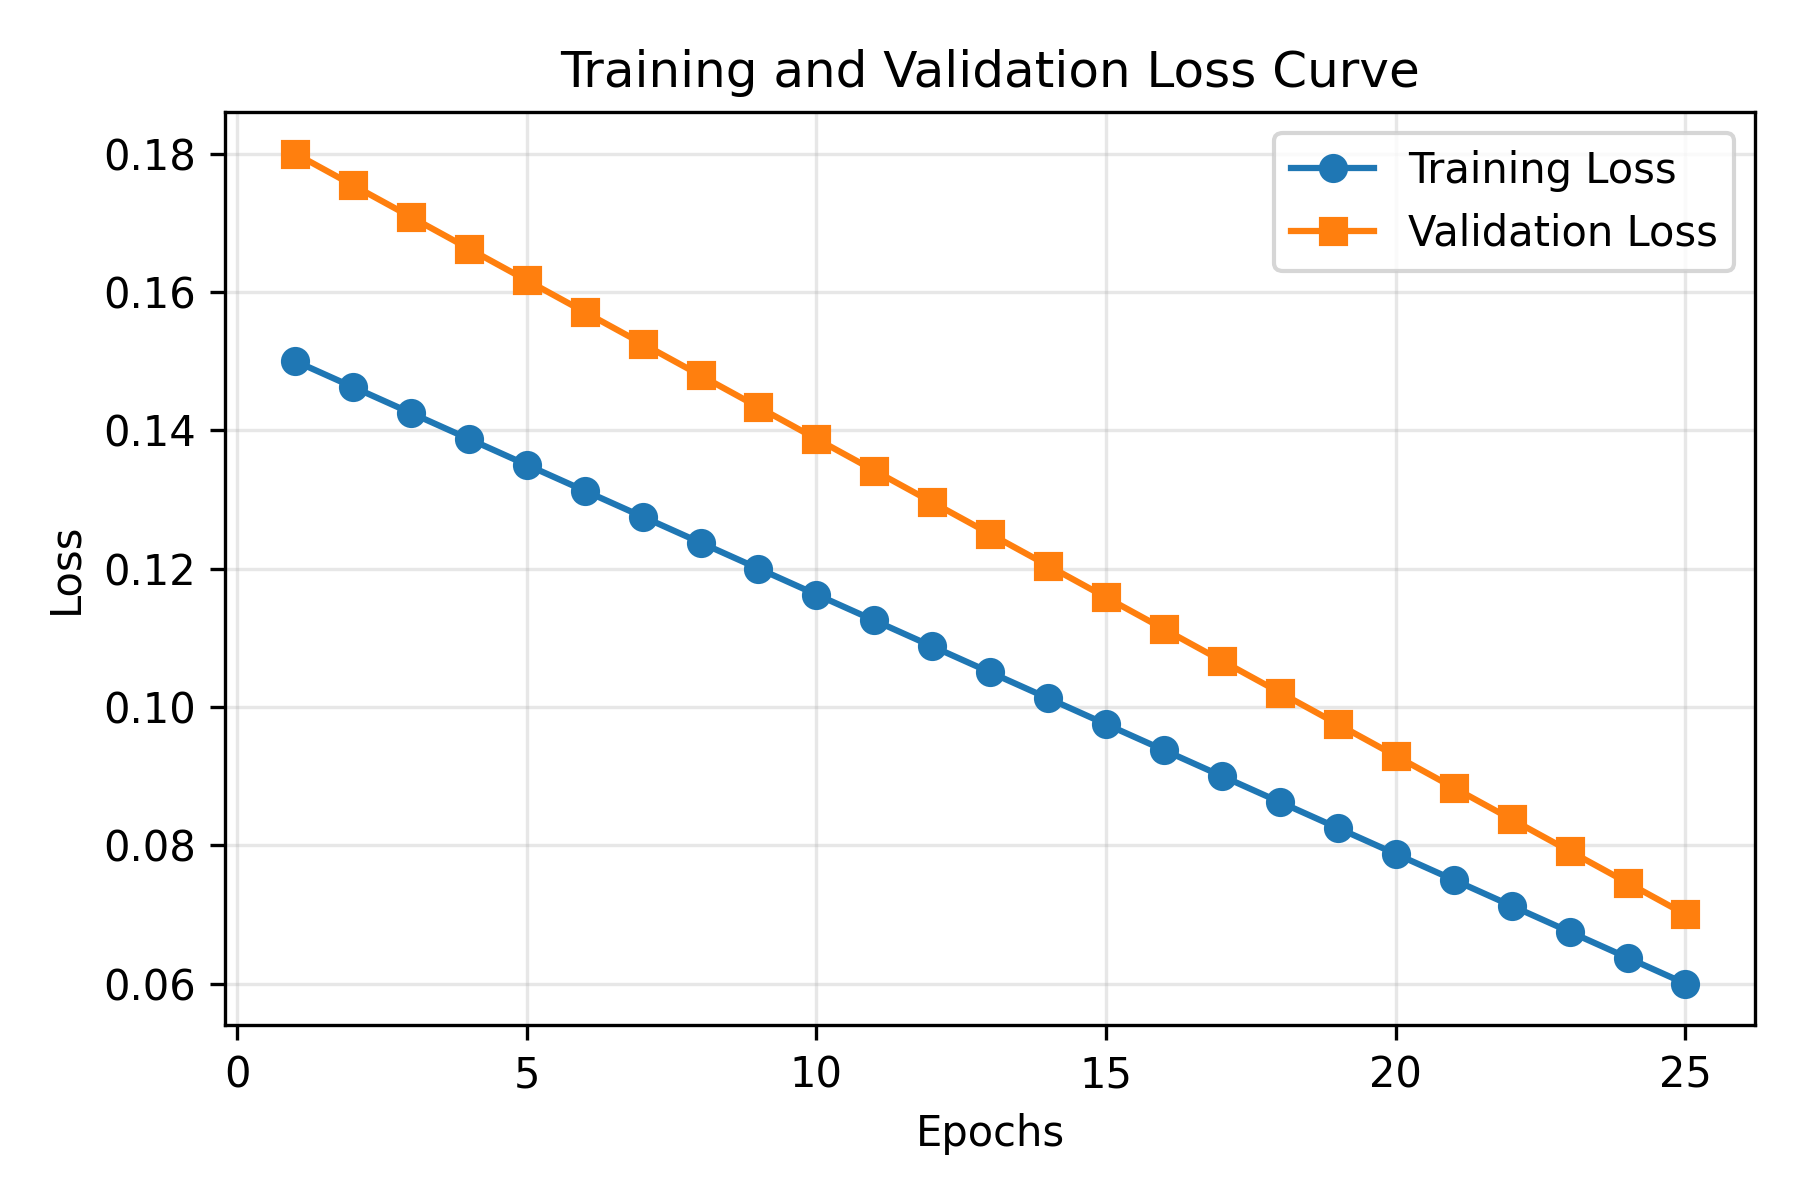 Training and Validation Loss Curve
Training Loss
Validation Loss
0.18
0.16
0.14
0.12
0.10
0.08
0.06
Loss
0 5 10 15 20 25
Epochs